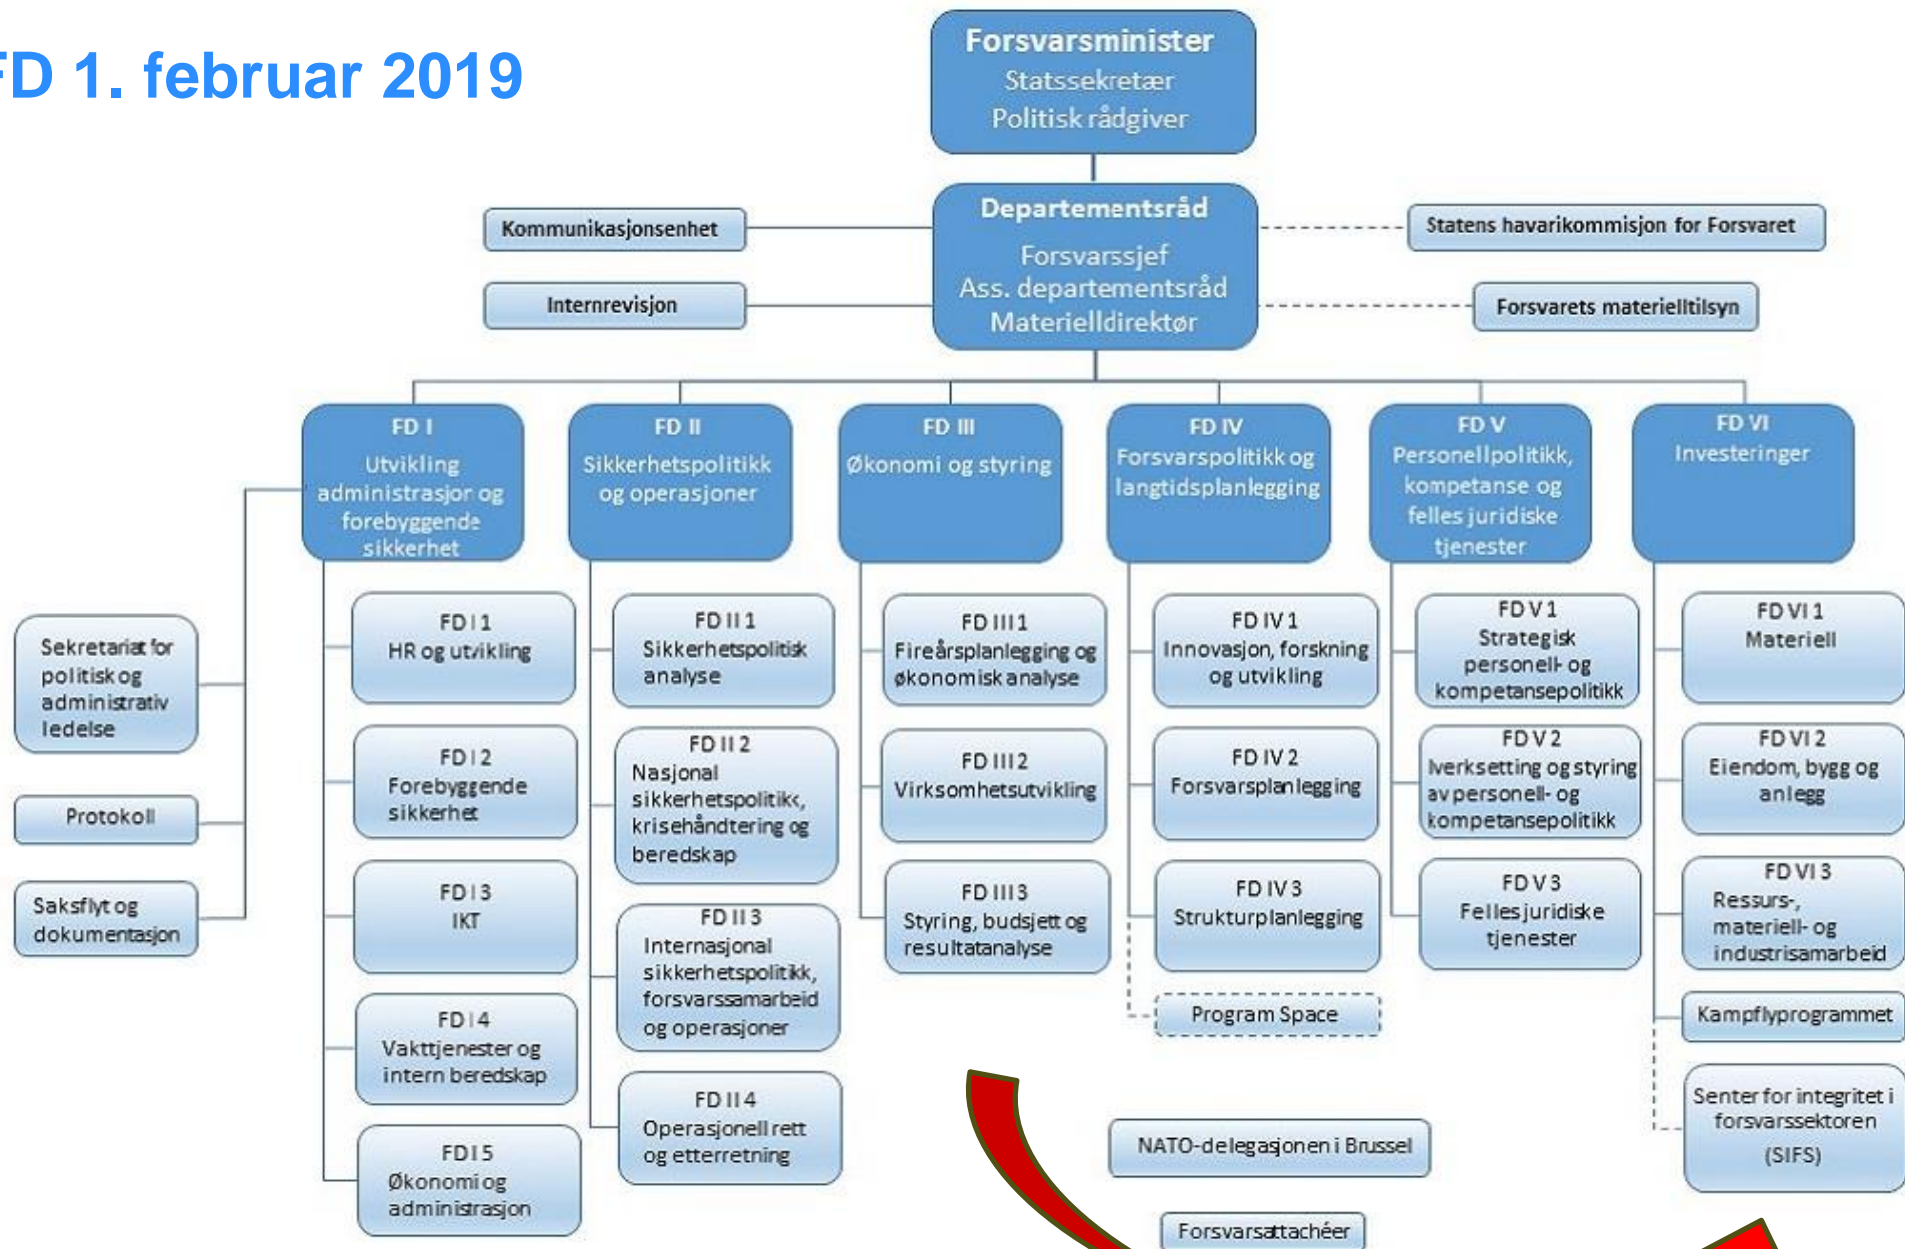 FD 1. februar 2019
Forsvarsminister
Statssekretær
Politisk rådgiver
Departementsråd
Forsvarssjef
Ass. departementsråd
Materielldirektør
Kommunikasjonsenhet
Internrevisjon
Statens havarikommisjon for Forsvaret
Forsvarets materielltilsyn
FD I
Utvikling
administrasjon og
forebyggende
sikkerhet
FD II
Sikkerhetspolitikk
og operasjoner
FD III
Økonomi og styring
FD IV
Forsvarspolitikk og
langtidsplanlegging
FD V
Personellpolitikk,
kompetanse og
felles juridiske
tjenester
FD VI
Investeringer
Sekretariat for
politisk og
administrativ
ledelse
Protokoll
Saksflyt og
dokumentasjon
FD I 1
HR og utvikling
FD I 2
Forebyggende
sikkerhet
FD I 3
IKT
FD I 4
Vakttjenester og
intern beredskap
FD I 5
Økonomi og
administrasjon
FD II 1
Sikkerhetspolitisk
analyse
FD II 2
Nasjonal
sikkerhetspolitikk,
krisehåndtering og
beredskap
FD II 3
Internasjonal
sikkerhetspolitikk,
forsvarssamarbeid
og operasjoner
FD II 4
Operasjonell rett
og etterretning
FD III 1
Fireårsplanlegging og
økonomisk analyse
FD III 2
Virksomhetsutvikling
FD III 3
Styring, budsjett og
resultatanalyse
FD IV 1
Innovasjon, forskning
og utvikling
FD IV 2
Forsvarsplanlegging
FD IV 3
Strukturplanlegging
Program Space
FD V 1
Strategisk
personell- og
kompetansepolitikk
FD V 2
Iverksetting og styring
av personell- og
kompetansepolitikk
FD V 3
Felles juridiske
tjenester
FD VI 1
Materiell
FD VI 2
Eiendom, bygg og
anlegg
FD VI 3
Ressurs-,
materiell- og
industrisamarbeid
Kampflyprogrammet
Senter for integritet i
forsvarssektoren
(SIFS)
NATO-delegasjonen i Brussel
Forsvarsattachéer